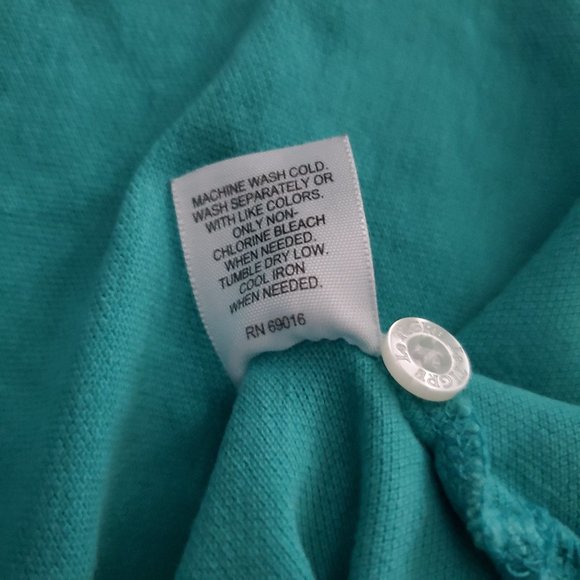 MACHINE WASH COLD.
WASH SEPARATELY OR
WITH LIKE COLORS.
ONLY NON-
CHLORINE BLEACH
WHEN NEEDED.
TUMBLE DRY LOW.
COOL IRON
WHEN NEEDED.
RN 69016